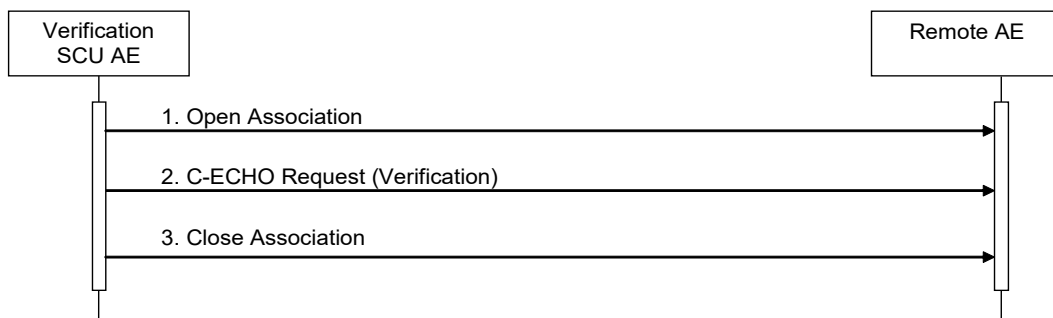 Verification
SCU AE
Remote AE
1. Open Association
2. C-ECHO Request (Verification)
3. Close Association